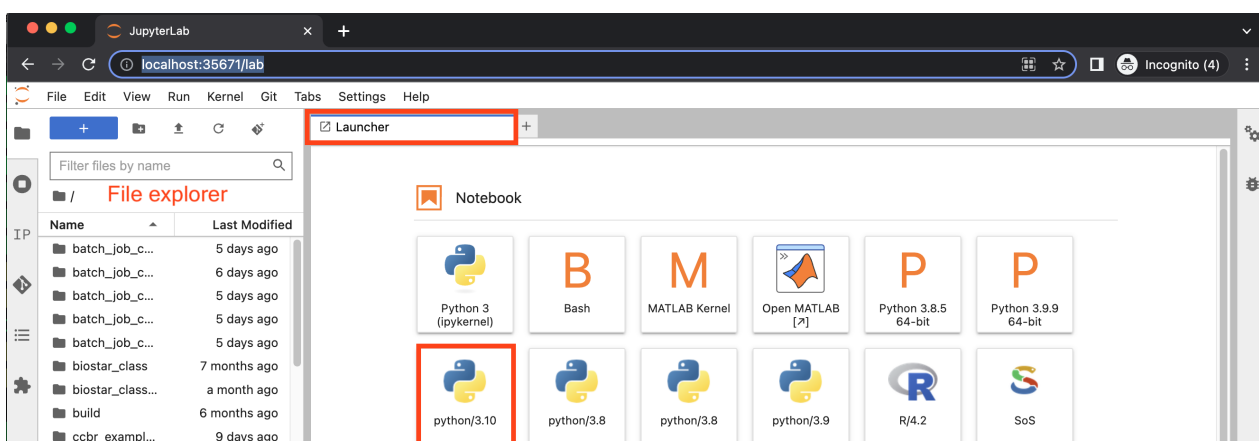 JupyterLab
localhost:35671/lab
Incognito (4)
File Edit View Run Kernel Git Tabs Settings Help
Launcher
Filter files by name
/ File explorer
Name Last Modified
IP
batch_job_c... 5 days ago
batch_job_c... 6 days ago
batch_job_c... 5 days ago
batch_job_c... 5 days ago
batch_job_c... 5 days ago
biostar_class 7 months ago
biostar_class... a month ago
build 6 months ago
ccbr_exampl... 9 days ago
Notebook
B M P P
Python 3 (ipykernel)
Bash
MATLAB Kernel
Open MATLAB [↗]
Python 3.8.5 64-bit
Python 3.9.9 64-bit
python/3.10
python/3.8
python/3.8
python/3.9
R/4.2
SoS